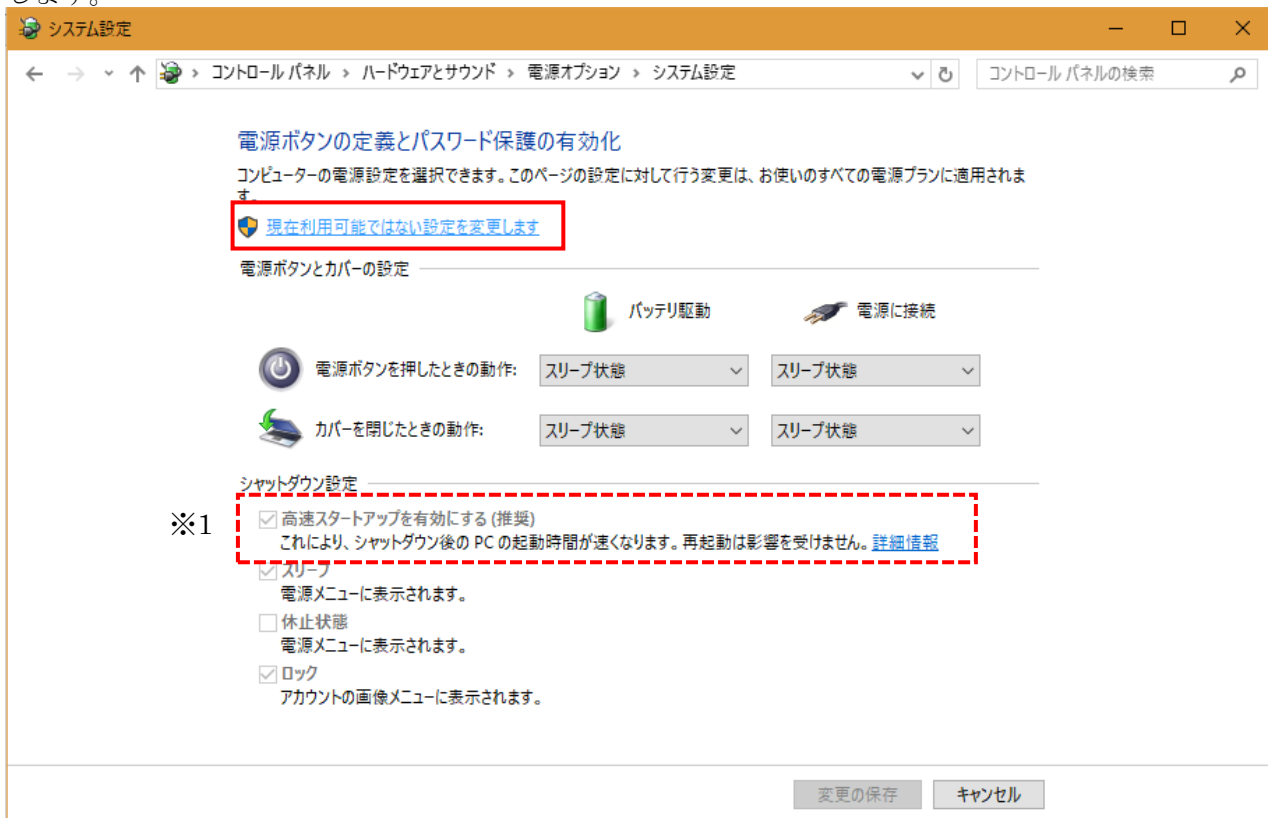 します。
システム設定
コントロール パネル › ハードウェアとサウンド › 電源オプション › システム設定
コントロール パネルの検索
電源ボタンの定義とパスワード保護の有効化
コンピューターの電源設定を選択できます。このページの設定に対して行う変更は、お使いのすべての電源プランに適用されま
す。
現在利用可能ではない設定を変更します
電源ボタンとカバーの設定
バッテリ駆動 電源に接続
電源ボタンを押したときの動作: スリープ状態 スリープ状態
カバーを閉じたときの動作: スリープ状態 スリープ状態
シャットダウン設定
※1 高速スタートアップを有効にする (推奨)
これにより、シャットダウン後の PC の起動時間が速くなります。再起動は影響を受けません。詳細情報
スリープ
電源メニューに表示されます。
休止状態
電源メニューに表示されます。
ロック
アカウントの画像メニューに表示されます。
変更の保存 キャンセル